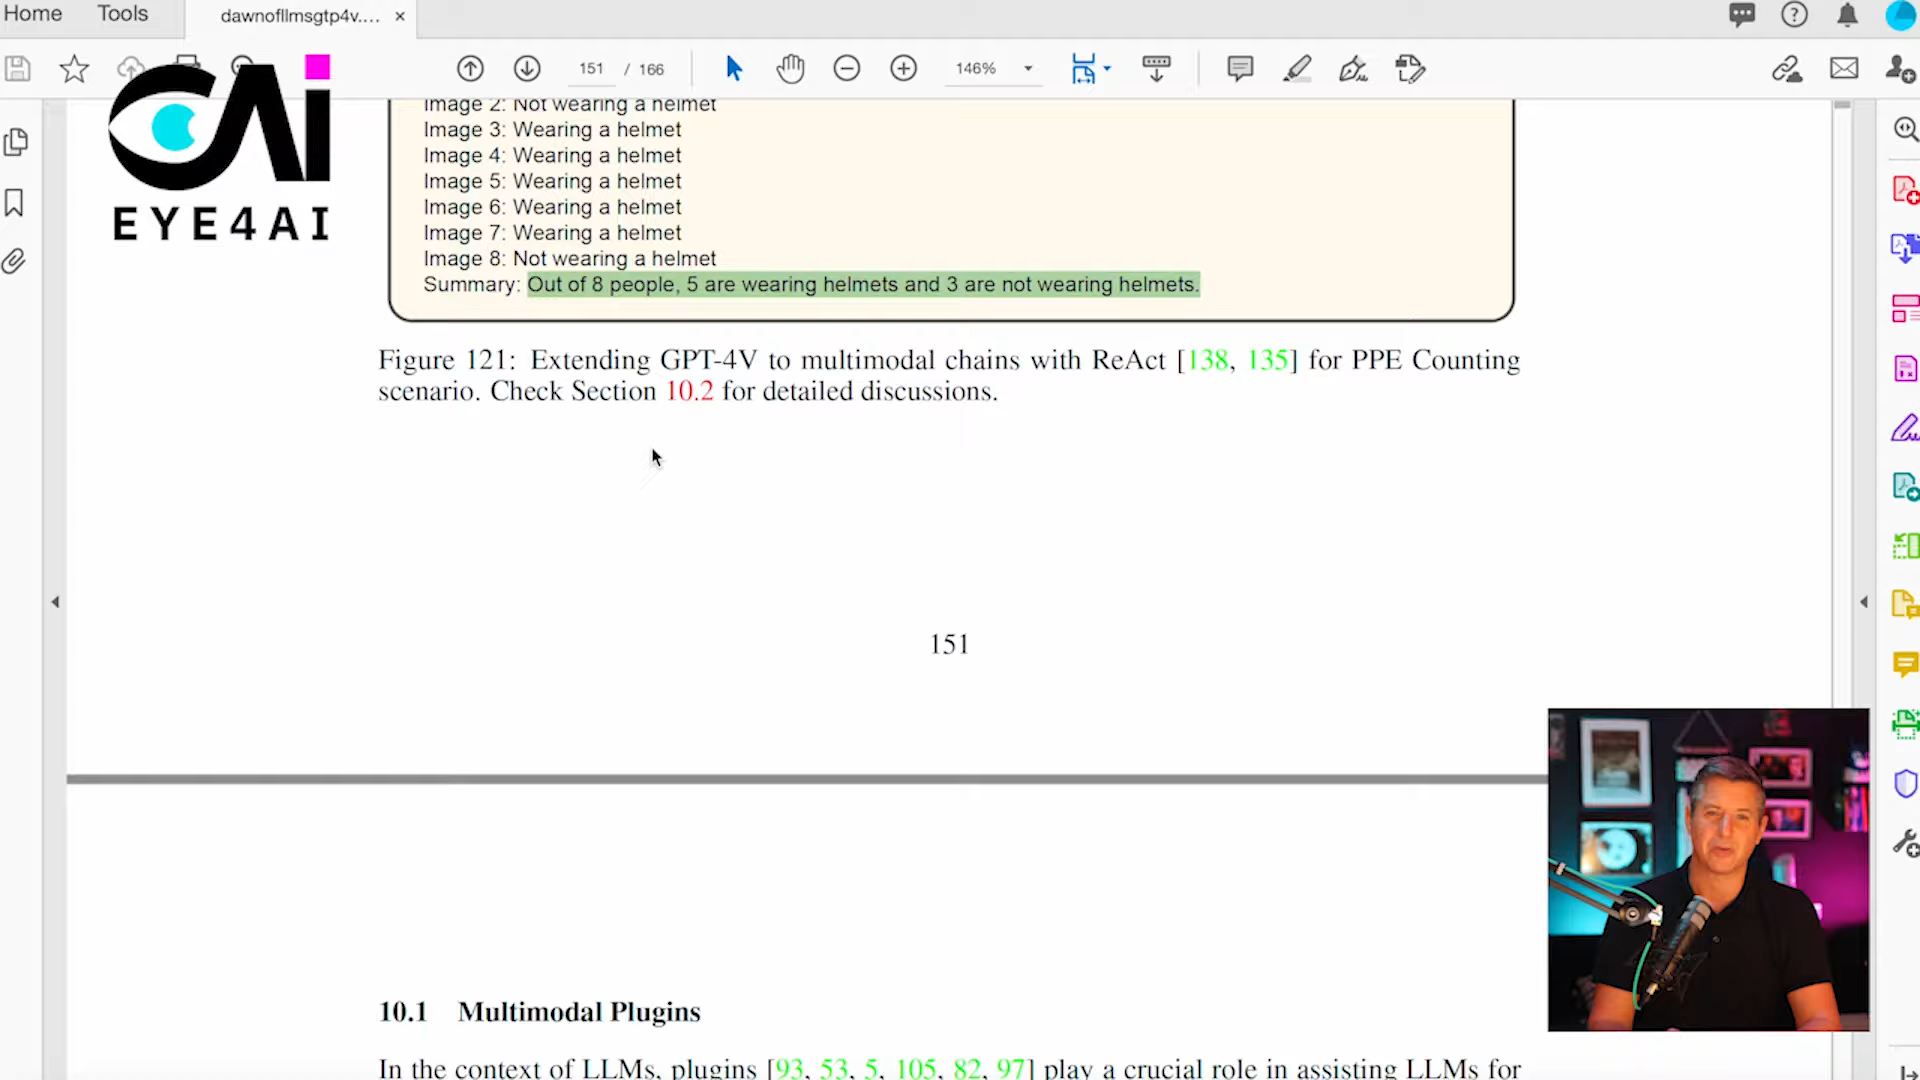 Home
Tools
dawnofllmsgtp4v....
151 / 166
146%
EYE4AI
Image 2: Not wearing a helmet
Image 3: Wearing a helmet
Image 4: Wearing a helmet
Image 5: Wearing a helmet
Image 6: Wearing a helmet
Image 7: Wearing a helmet
Image 8: Not wearing a helmet
Summary: Out of 8 people, 5 are wearing helmets and 3 are not wearing helmets.
Figure 121: Extending GPT-4V to multimodal chains with ReAct [138, 135] for PPE Counting
scenario. Check Section 10.2 for detailed discussions.
151
10.1 Multimodal Plugins
In the context of LLMs, plugins [93, 53, 5, 105, 82, 97] play a crucial role in assisting LLMs for